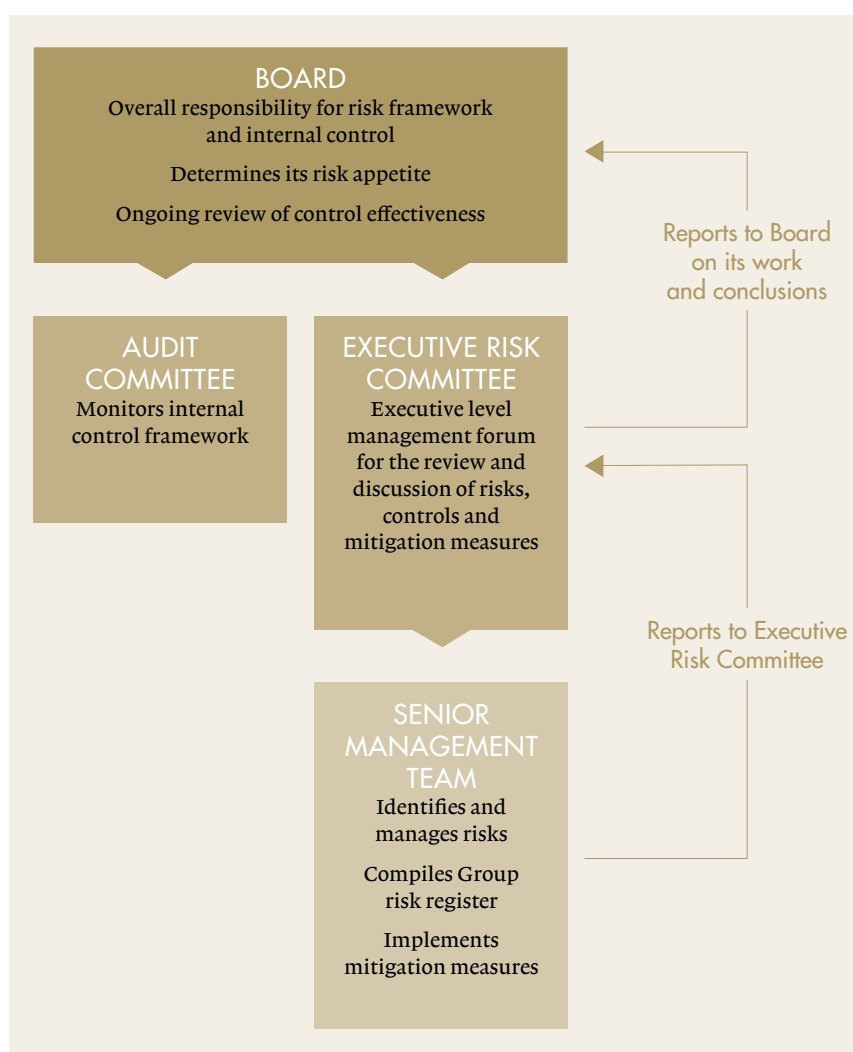 BOARD
Overall responsibility for risk framework
and internal control
Determines its risk appetite
Ongoing review of control effectiveness
Reports to Board
on its work
and conclusions
AUDIT
COMMITTEE
Monitors internal
control framework
EXECUTIVE RISK
COMMITTEE
Executive level
management forum
for the review and
discussion of risks,
controls and
mitigation measures
Reports to Executive
Risk Committee
SENIOR
MANAGEMENT
TEAM
Identifies and
manages risks
Compiles Group
risk register
Implements
mitigation measures